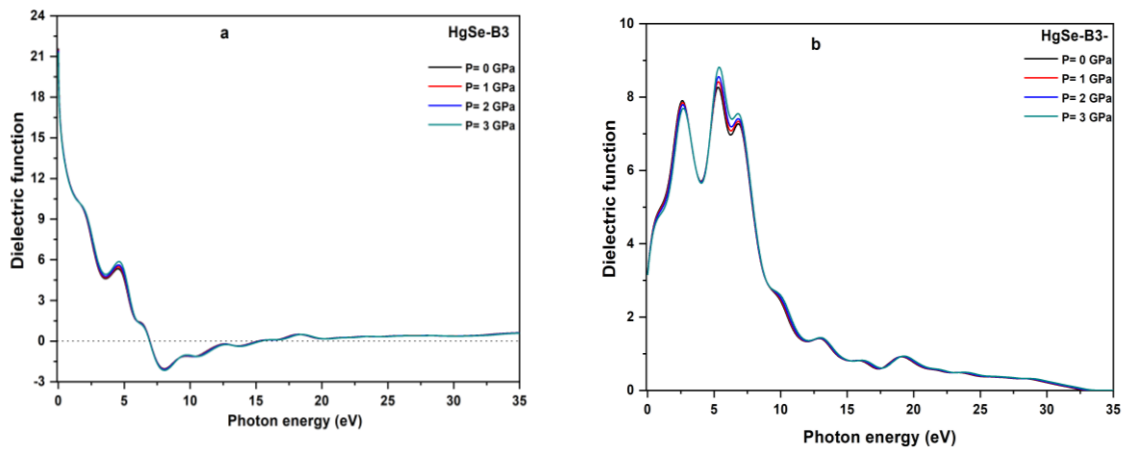 a
HgSe-B3
P= 0 GPa
P= 1 GPa
P= 2 GPa
P= 3 GPa
24
21
18
15
12
9
6
3
0
-3
Dielectric function
0 5 10 15 20 25 30 35
Photon energy (eV)
b
HgSe-B3-
P= 0 GPa
P= 1 GPa
P= 2 GPa
P= 3 GPa
10
8
6
4
2
0
Dielectric function
0 5 10 15 20 25 30 35
Photon energy (eV)